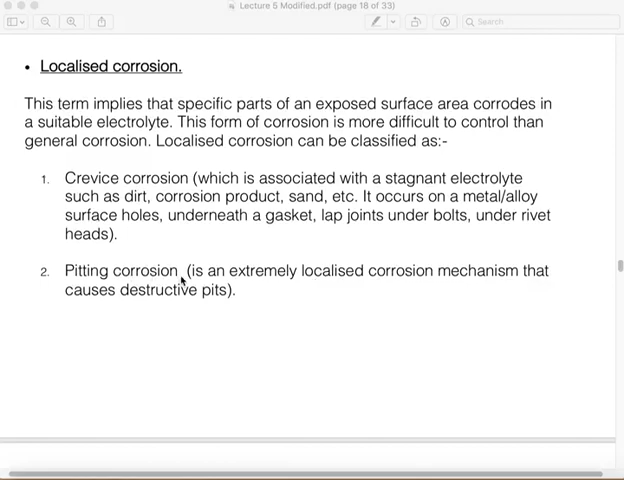 Lecture 5 Modified.pdf (page 18 of 33)
Search
• Localised corrosion.
This term implies that specific parts of an exposed surface area corrodes in
a suitable electrolyte. This form of corrosion is more difficult to control than
general corrosion. Localised corrosion can be classified as:-
1. Crevice corrosion (which is associated with a stagnant electrolyte
such as dirt, corrosion product, sand, etc. It occurs on a metal/alloy
surface holes, underneath a gasket, lap joints under bolts, under rivet
heads).
2. Pitting corrosion (is an extremely localised corrosion mechanism that
causes destructive pits).